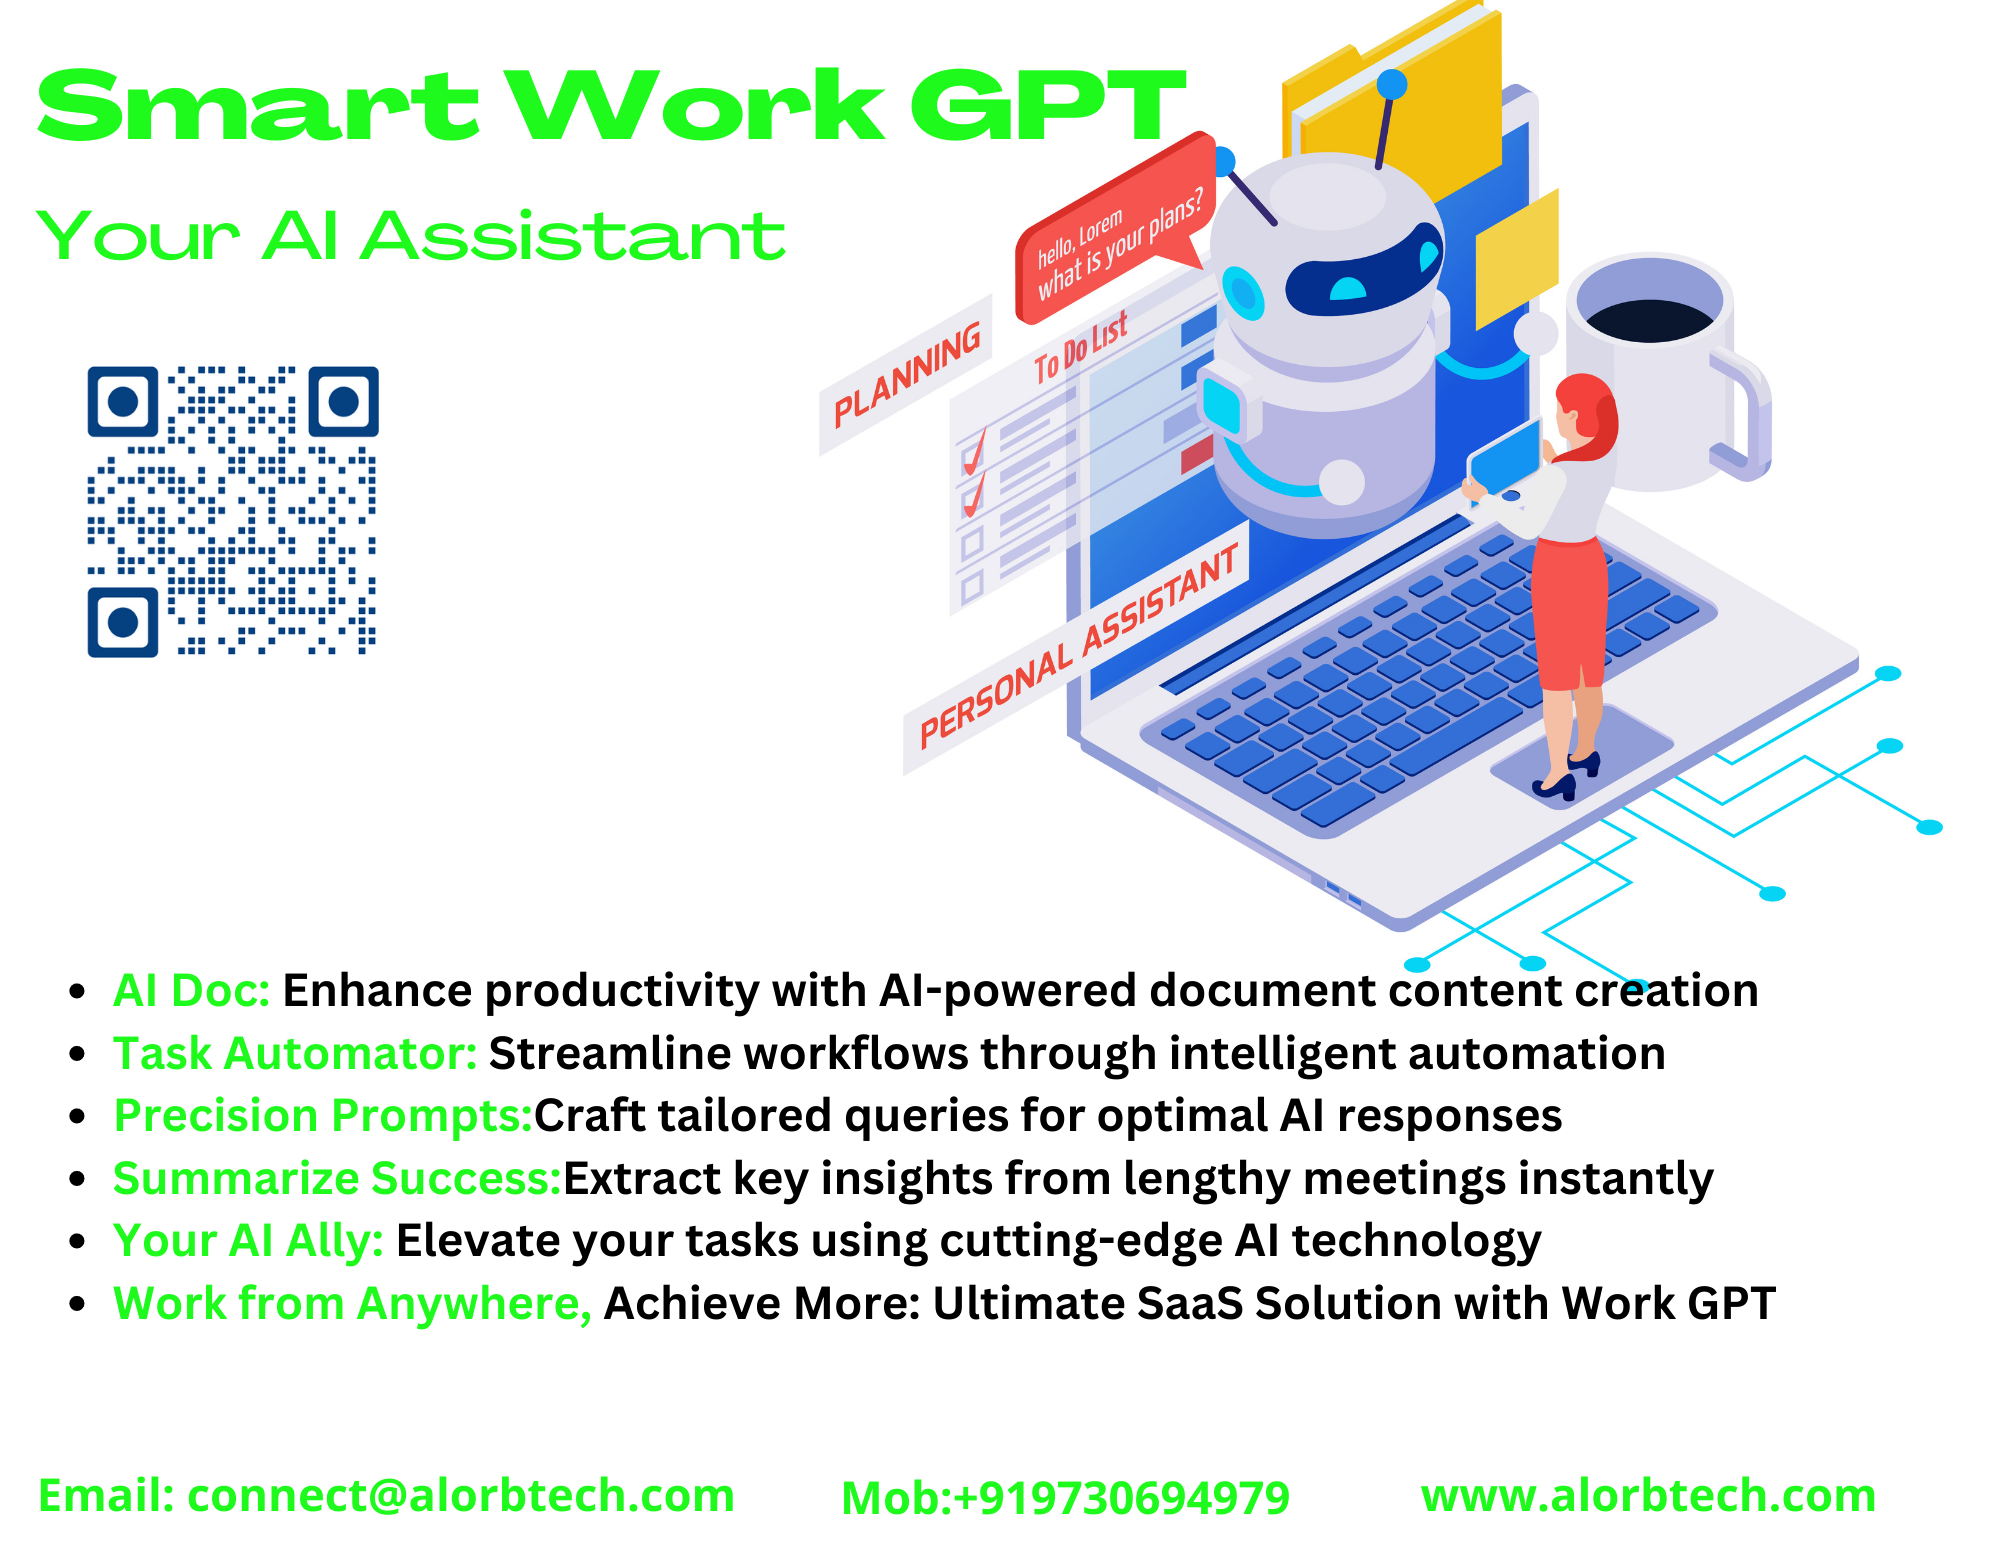 Smart Work GPT
Your AI Assistant
hello, Lorem
what is your plans?
PLANNING
To Do List
PERSONAL ASSISTANT
• AI Doc: Enhance productivity with AI-powered document content creation
• Task Automator: Streamline workflows through intelligent automation
• Precision Prompts:Craft tailored queries for optimal AI responses
• Summarize Success:Extract key insights from lengthy meetings instantly
• Your AI Ally: Elevate your tasks using cutting-edge AI technology
• Work from Anywhere, Achieve More: Ultimate SaaS Solution with Work GPT
Email: connect@alorbtech.com
Mob:+919730694979
www.alorbtech.com